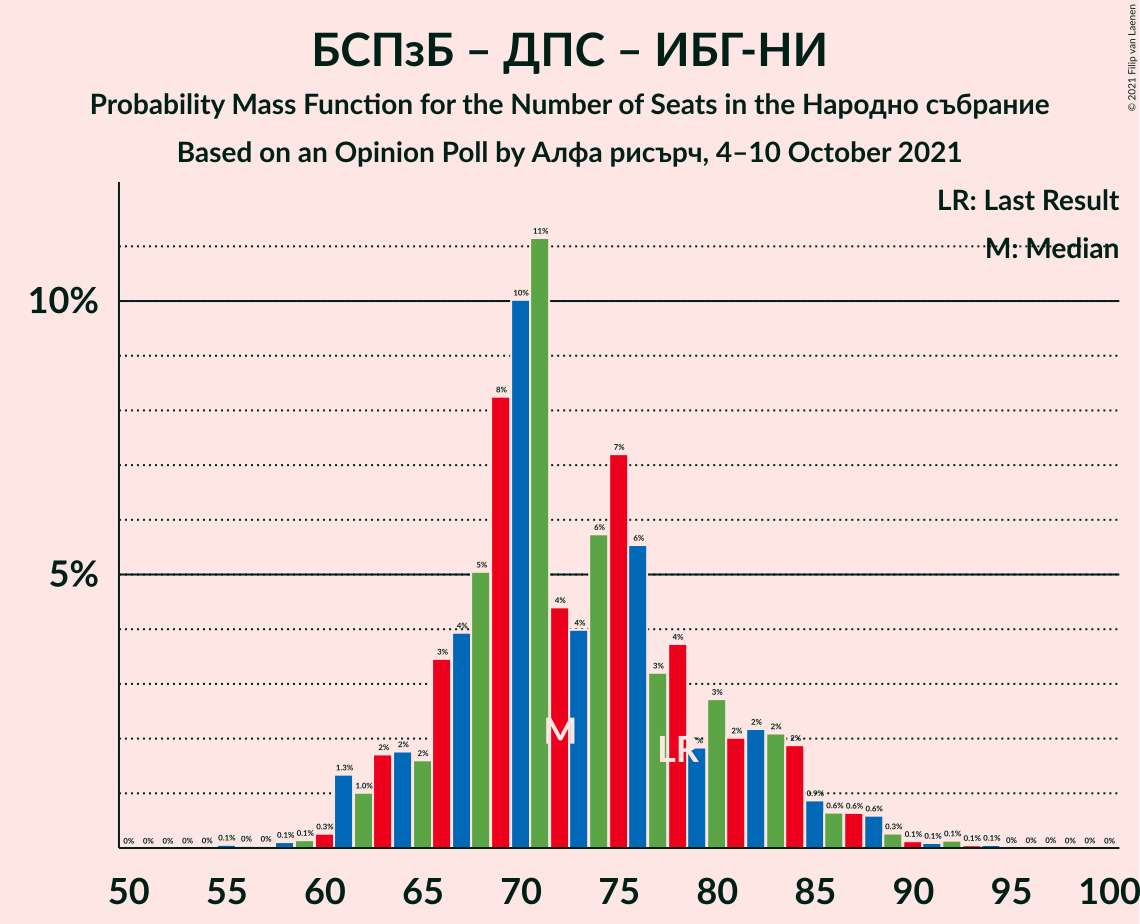 БСПзБ – ДПС – ИБГ-НИ
Probability Mass Function for the Number of Seats in the Народно събрание
Based on an Opinion Poll by Алфа рисърч, 4–10 October 2021
© 2021 Filip van Laenen
LR: Last Result
M: Median
10%
5%
0% 0% 0% 0% 0% 0.1% 0% 0% 0.1% 0.1% 0.3% 1.3% 1.0% 2% 2% 2% 3% 4% 5% 8% 10% 11% 4% 4% 6% 7% 6% 3% 4% 2% 3% 2% 2% 2% 2% 0.9% 0.6% 0.6% 0.6% 0.3% 0.1% 0.1% 0.1% 0.1% 0.1% 0% 0% 0% 0% 0% 0%
M
LR
50 55 60 65 70 75 80 85 90 95 100